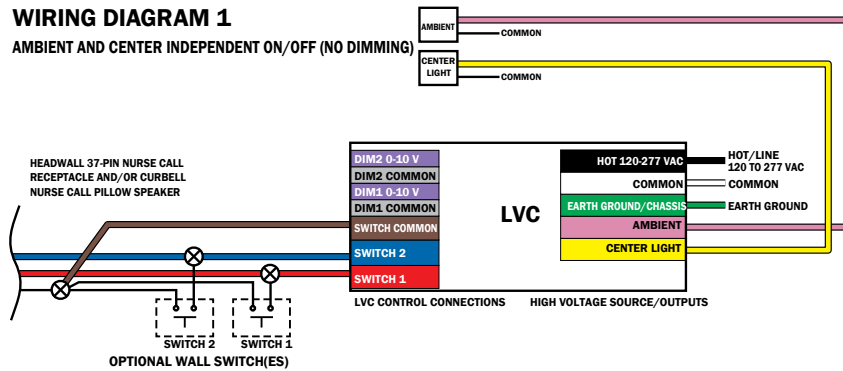 WIRING DIAGRAM 1
AMBIENT AND CENTER INDEPENDENT ON/OFF (NO DIMMING)
AMBIENT
COMMON
CENTER
LIGHT
COMMON
HEADWALL 37-PIN NURSE CALL
RECEPTACLE AND/OR CURBELL
NURSE CALL PILLOW SPEAKER
DIM2 0-10 V
DIM2 COMMON
DIM1 0-10 V
DIM1 COMMON
SWITCH COMMON
SWITCH 2
SWITCH 1
LVC
HOT 120-277 VAC
COMMON
EARTH GROUND/CHASSIS
AMBIENT
CENTER LIGHT
HOT/LINE
120 TO 277 VAC
COMMON
EARTH GROUND
LVC CONTROL CONNECTIONS
HIGH VOLTAGE SOURCE/OUTPUTS
SWITCH 2
SWITCH 1
OPTIONAL WALL SWITCH(ES)